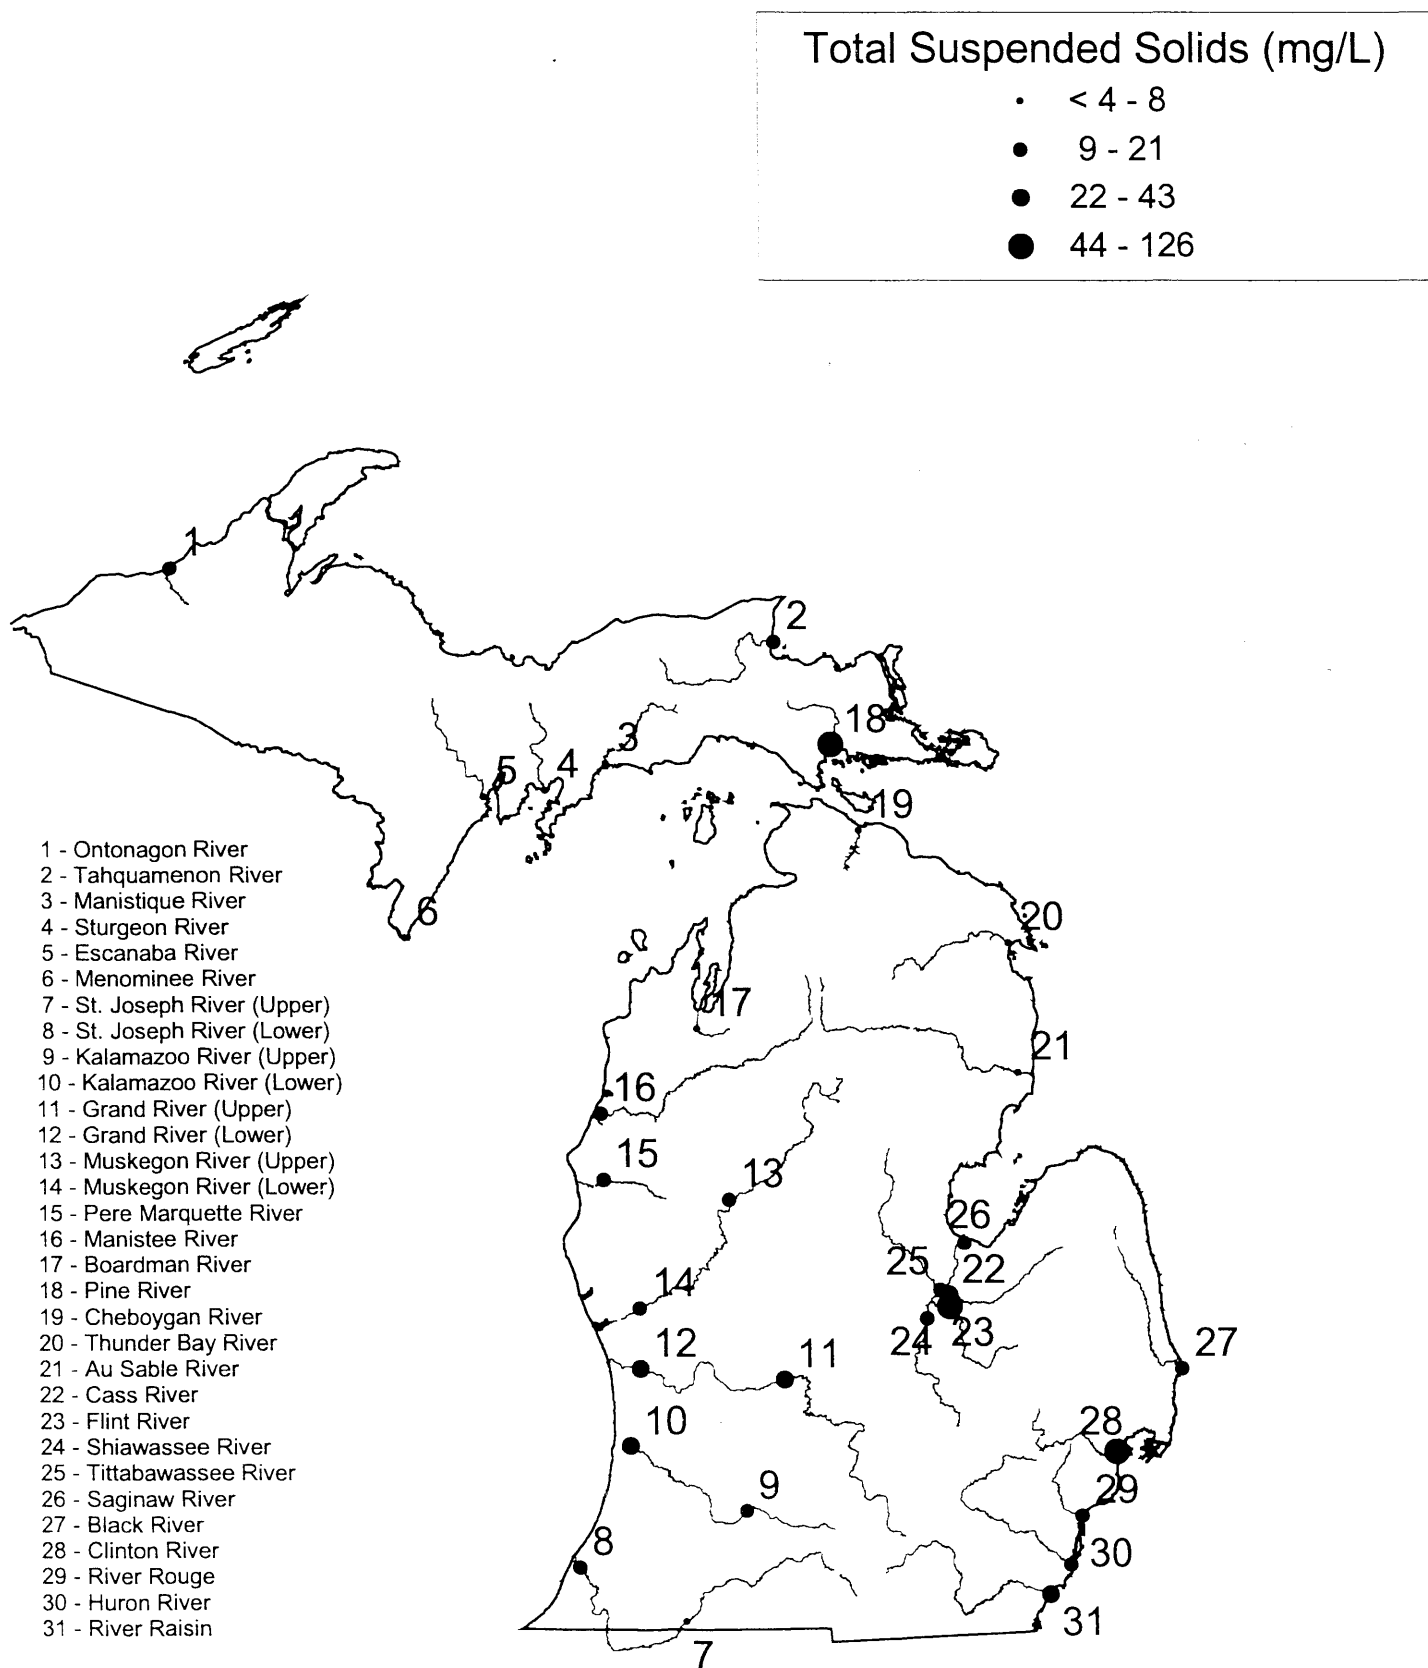 Total Suspended Solids (mg/L)
< 4 - 8
9 - 21
22 - 43
44 - 126
1
2
18
3
5
4
19
6
20
17
21
16
15
13
26
25
22
14
24
23
12
11
27
10
28
9
29
8
30
31
7
1 - Ontonagon River
2 - Tahquamenon River
3 - Manistique River
4 - Sturgeon River
5 - Escanaba River
6 - Menominee River
7 - St. Joseph River (Upper)
8 - St. Joseph River (Lower)
9 - Kalamazoo River (Upper)
10 - Kalamazoo River (Lower)
11 - Grand River (Upper)
12 - Grand River (Lower)
13 - Muskegon River (Upper)
14 - Muskegon River (Lower)
15 - Pere Marquette River
16 - Manistee River
17 - Boardman River
18 - Pine River
19 - Cheboygan River
20 - Thunder Bay River
21 - Au Sable River
22 - Cass River
23 - Flint River
24 - Shiawassee River
25 - Tittabawassee River
26 - Saginaw River
27 - Black River
28 - Clinton River
29 - River Rouge
30 - Huron River
31 - River Raisin